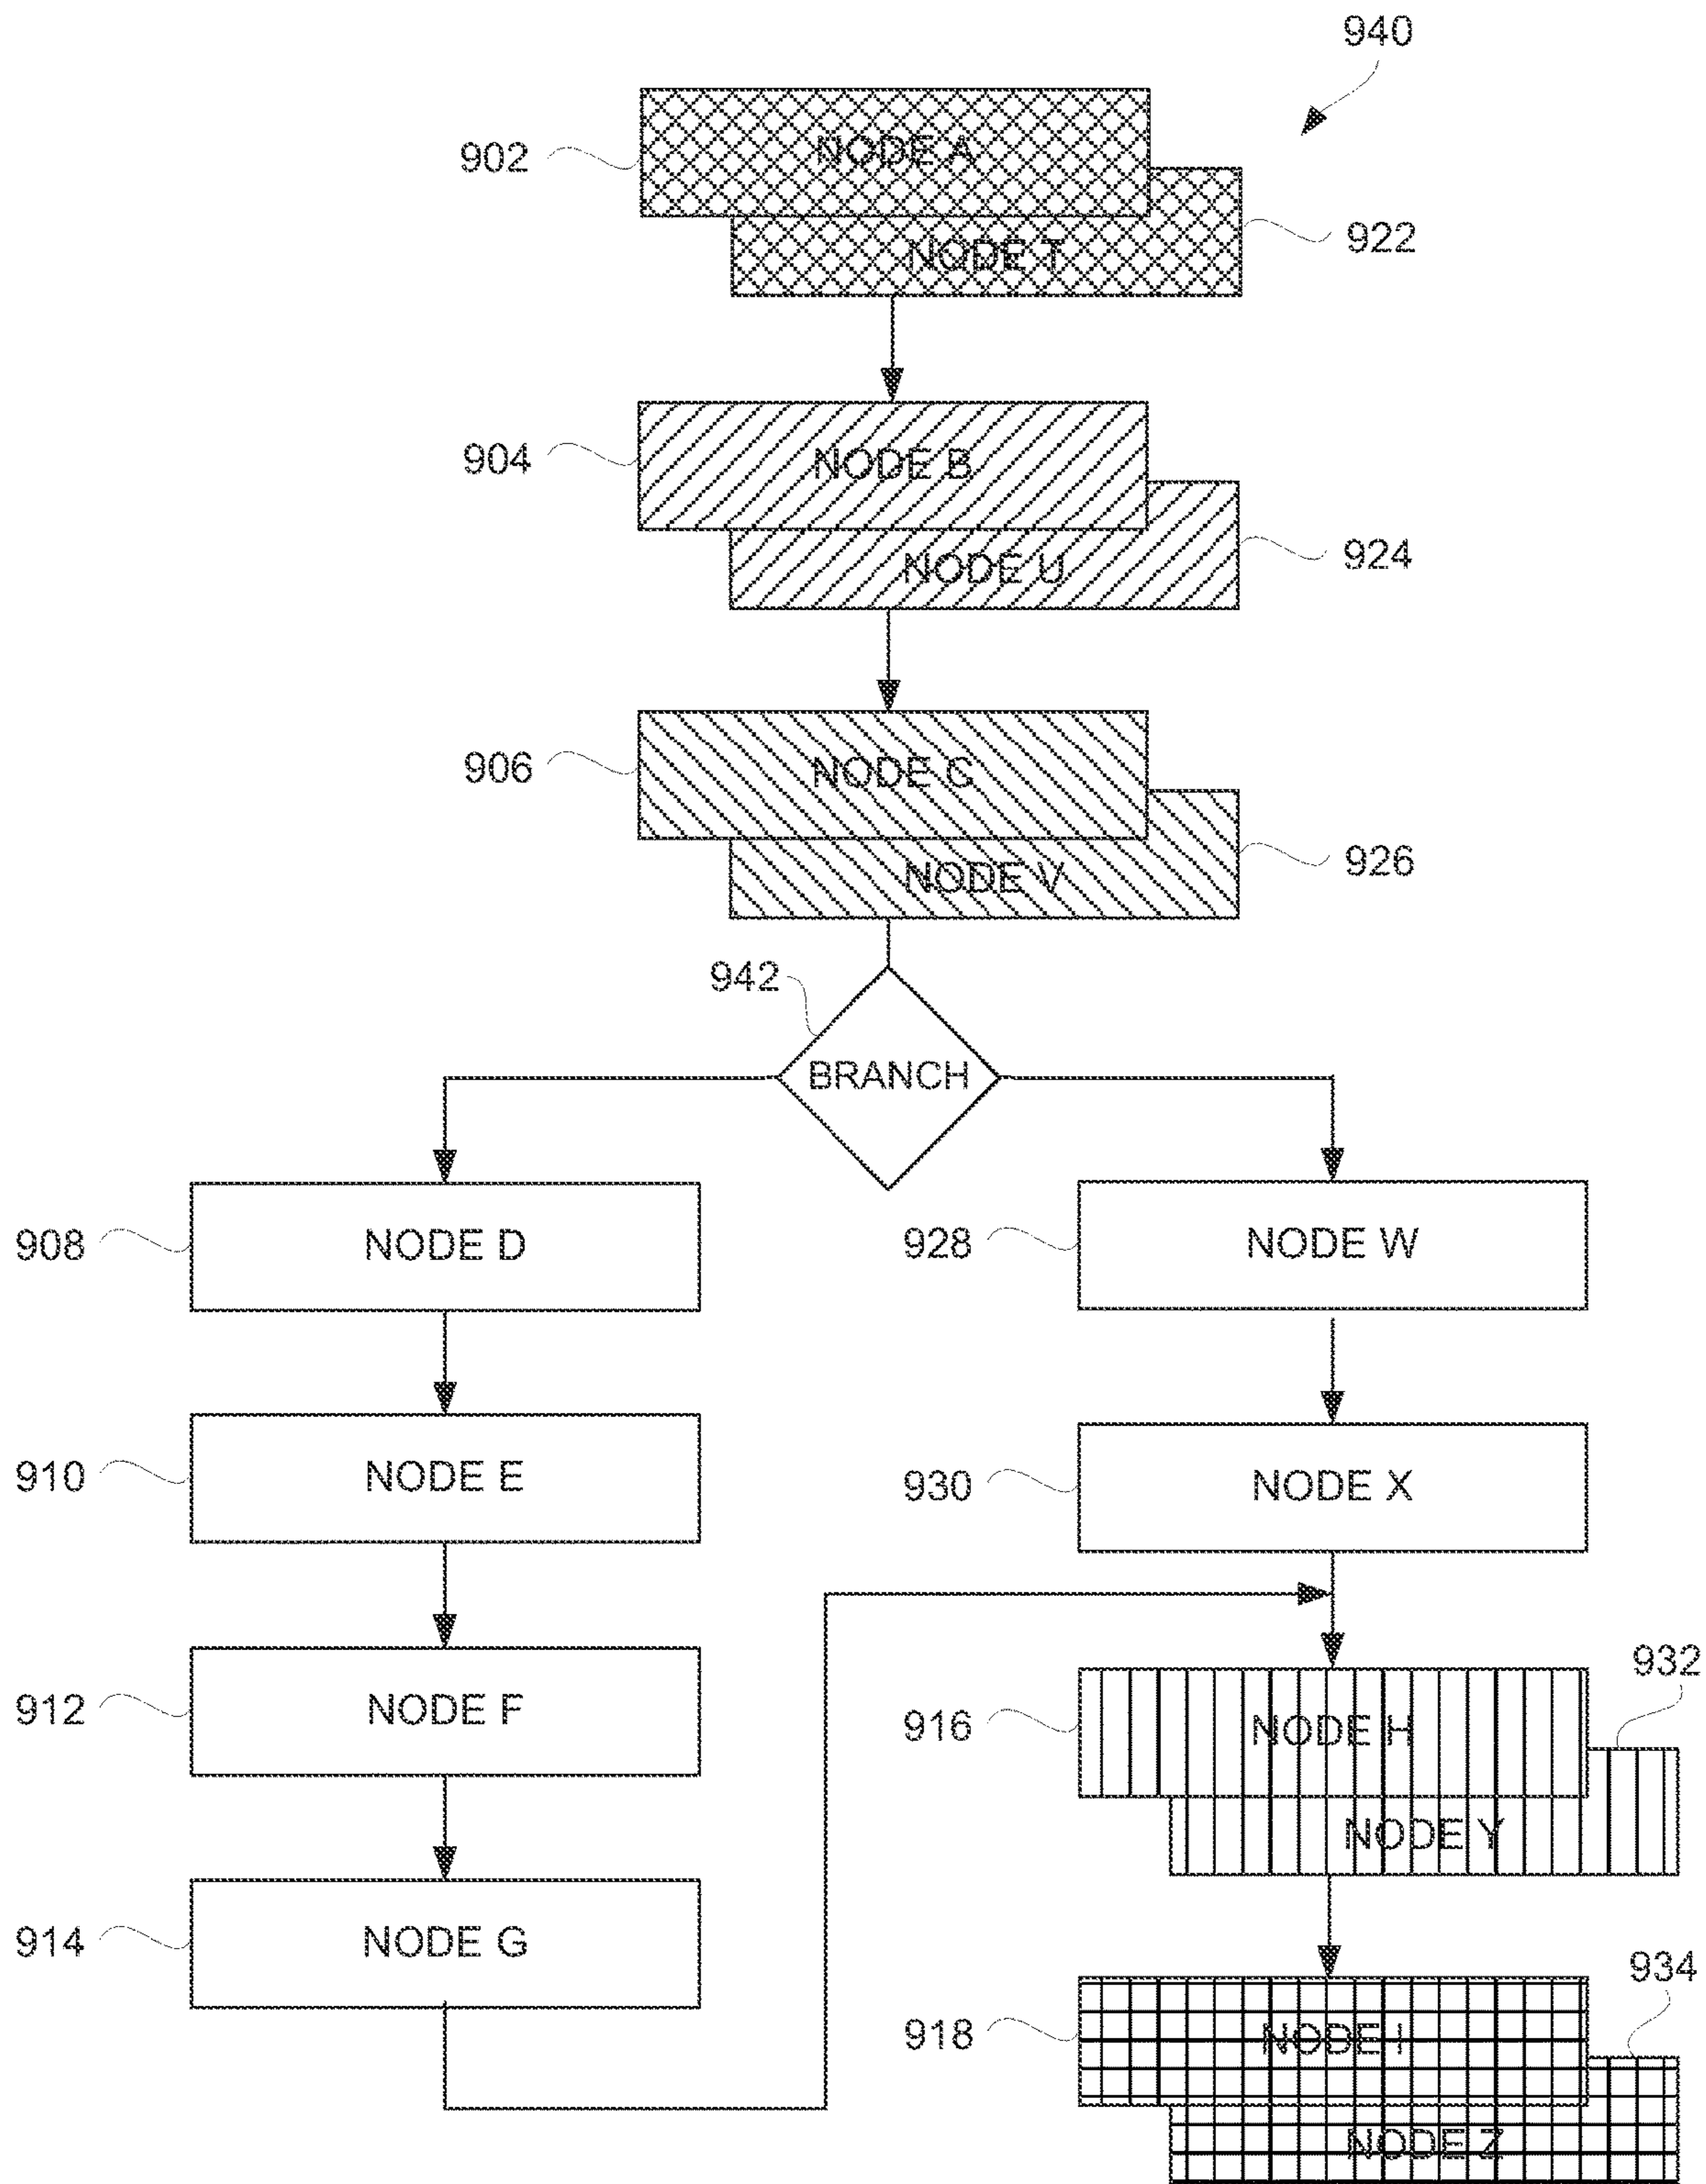 940
NODE A
902
NODE T
922
NODE B
904
NODE U
924
NODE C
906
NODE V
926
942
BRANCH
908
NODE D
928
NODE W
910
NODE E
930
NODE X
932
912
NODE F
916
NODE H
NODE Y
914
NODE G
934
918
NODE I
NODE Z